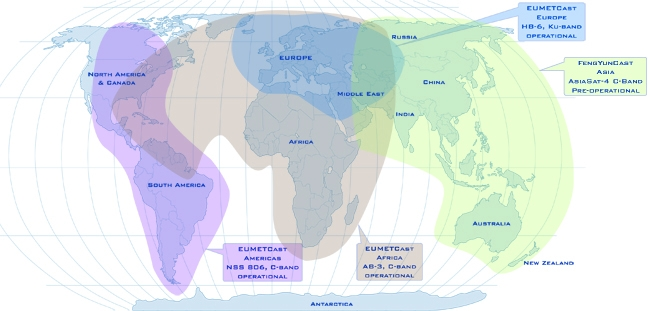 EUMETCast
Europe
HB-6, Ku-band
operational
Russia
FengYunCast
Asia
AsiaSat-4 C-Band
Pre-operational
Europe
North America
& Canada
China
Middle East
India
Africa
South America
Australia
EUMETCast
Americas
NSS 806, C-band
operational
EUMETCast
Africa
AB-3, C-band
operational
New Zealand
Antarctica